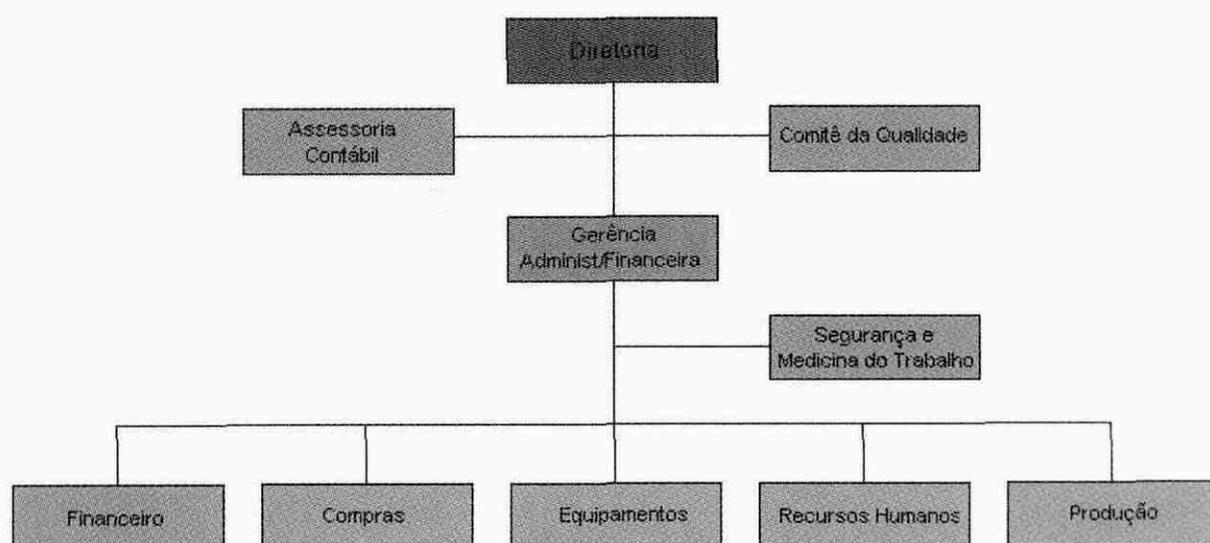 Diretoria
Assessoria
Contábil
Comitê da Qualidade
Gerência
Administ/Financeira
Segurança e
Medicina do Trabalho
Financeiro
Compras
Equipamentos
Recursos Humanos
Produção